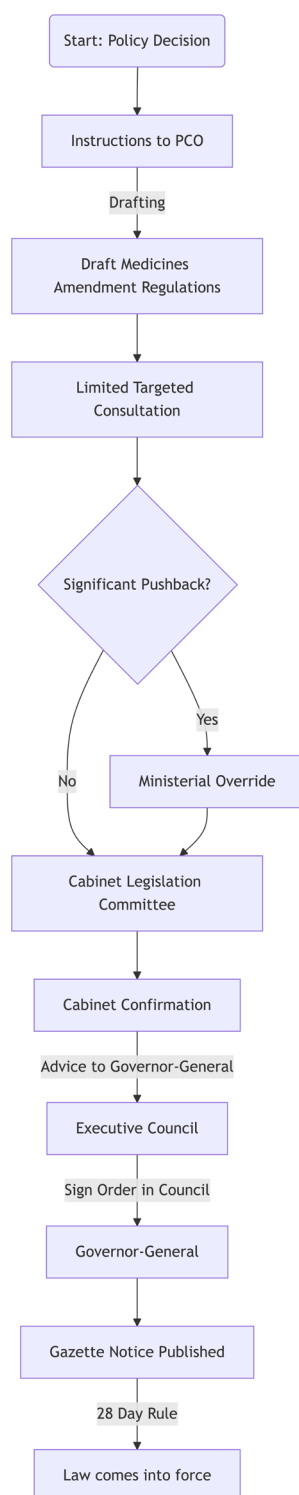 Start: Policy Decision
Instructions to PCO
Drafting
Draft Medicines
Amendment Regulations
Limited Targeted
Consultation
Significant Pushback?
Yes
No
Ministerial Override
Cabinet Legislation
Committee
Cabinet Confirmation
Advice to Governor-General
Executive Council
Sign Order in Council
Governor-General
Gazette Notice Published
28 Day Rule
Law comes into force